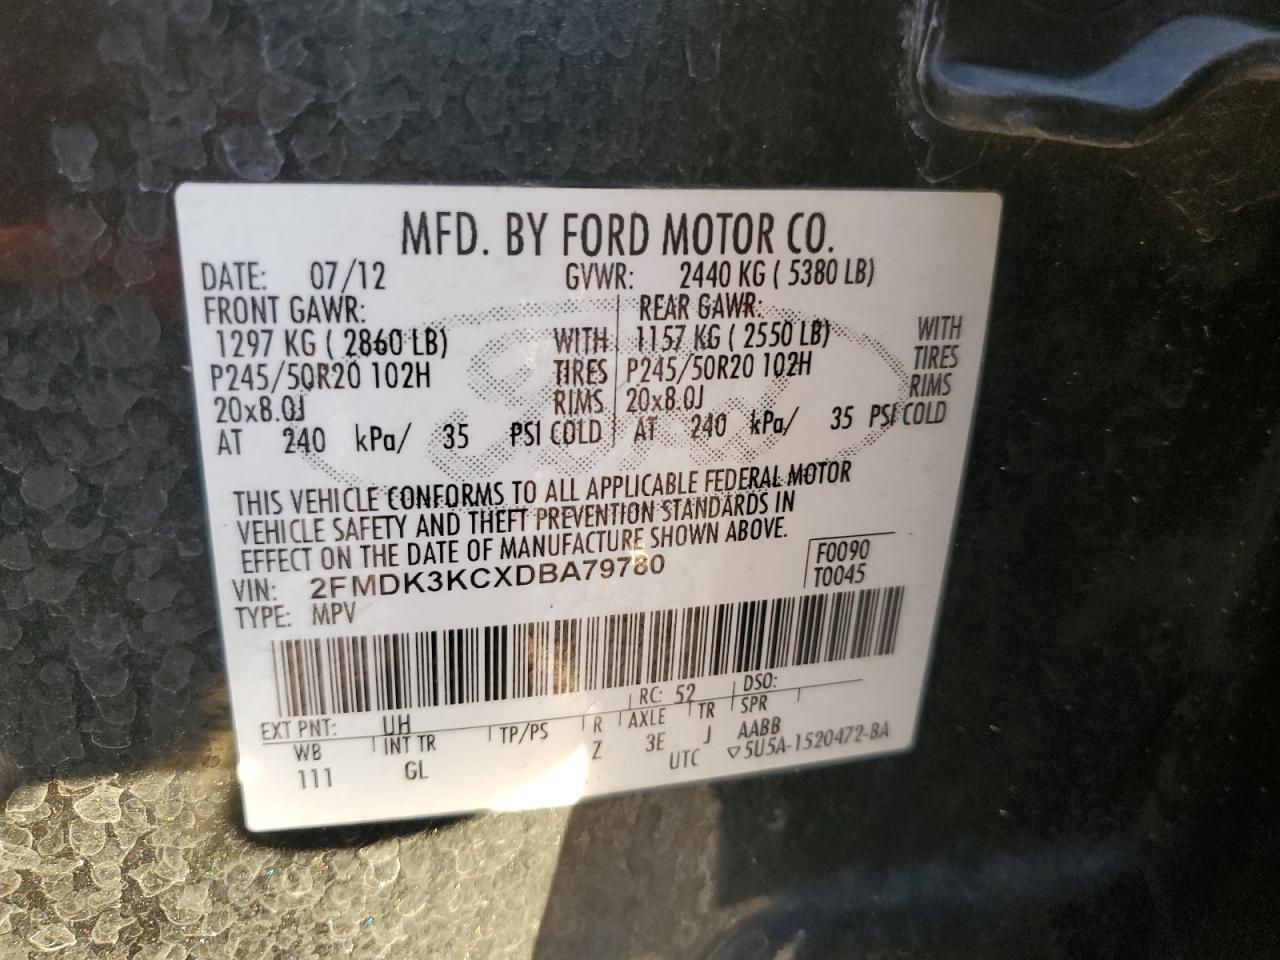 MFD. BY FORD MOTOR CO.
DATE: 07/12 GVWR: 2440 KG ( 5380 LB)
FRONT GAWR: REAR GAWR:
1297 KG ( 2860 LB) WITH 1157 KG ( 2550 LB) WITH
P245/50R20 102H TIRES P245/50R20 102H TIRES
20x8.0J RIMS 20x8.0J RIMS
AT 240 kPa/ 35 PSI COLD AT 240 kPa/ 35 PSI COLD
THIS VEHICLE CONFORMS TO ALL APPLICABLE FEDERAL MOTOR
VEHICLE SAFETY AND THEFT PREVENTION STANDARDS IN
EFFECT ON THE DATE OF MANUFACTURE SHOWN ABOVE.
VIN: 2FMDK3KCXDBA79780 F0090
TYPE: MPV T0045
EXT PNT: UH RC: 52 DSO:
WB INT TR TP/PS R AXLE TR SPR
111 GL Z 3E J AABB
UTC ▽5U5A-1520472-BA